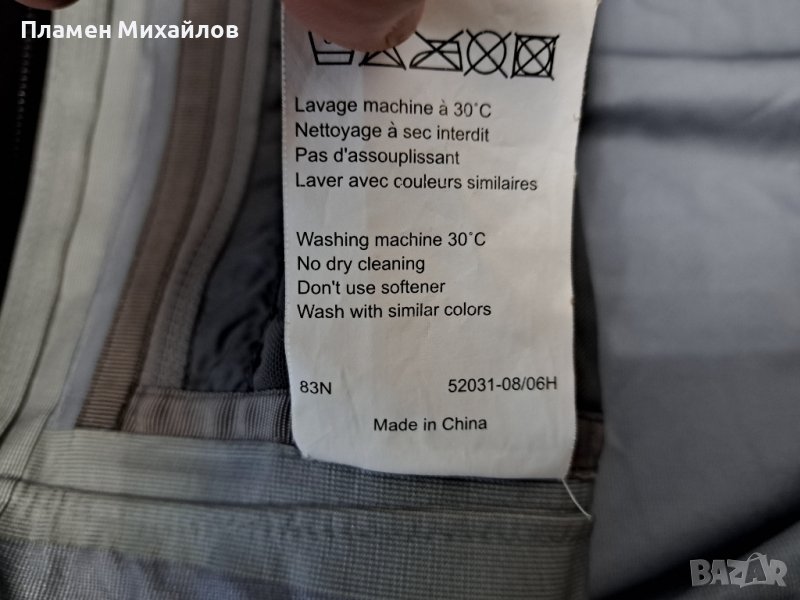 Пламен Михайлов
Lavage machine à 30°C
Nettoyage à sec interdit
Pas d'assouplissant
Laver avec couleurs similaires
Washing machine 30°C
No dry cleaning
Don't use softener
Wash with similar colors
83N 52031-08/06H
Made in China
BAZAR